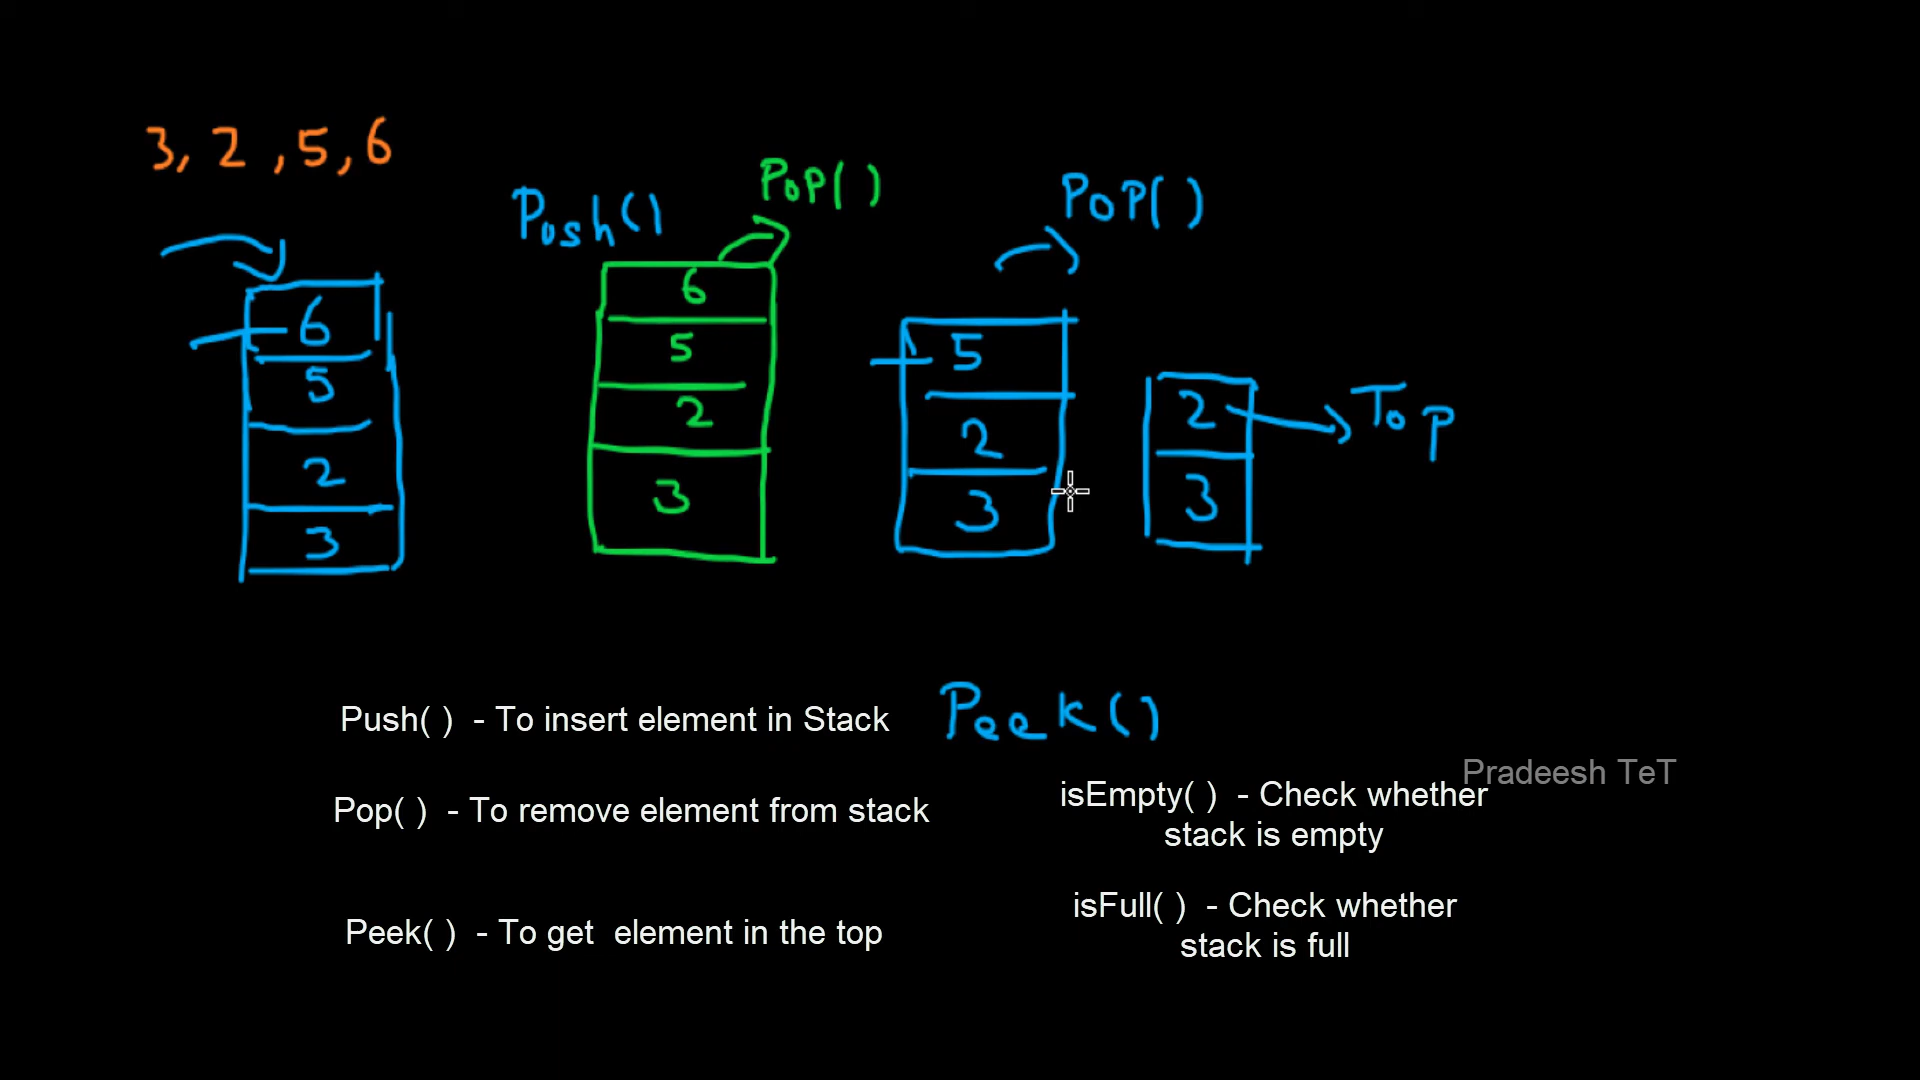 3, 2, 5, 6
Push()
Pop()
Pop()
6
5
2
3
6
5
2
3
5
2
3
2
3
Top
Push( ) - To insert element in Stack
Peek()
Pop( ) - To remove element from stack
Pradeesh TeT
isEmpty( ) - Check whether
stack is empty
Peek( ) - To get element in the top
isFull( ) - Check whether
stack is full